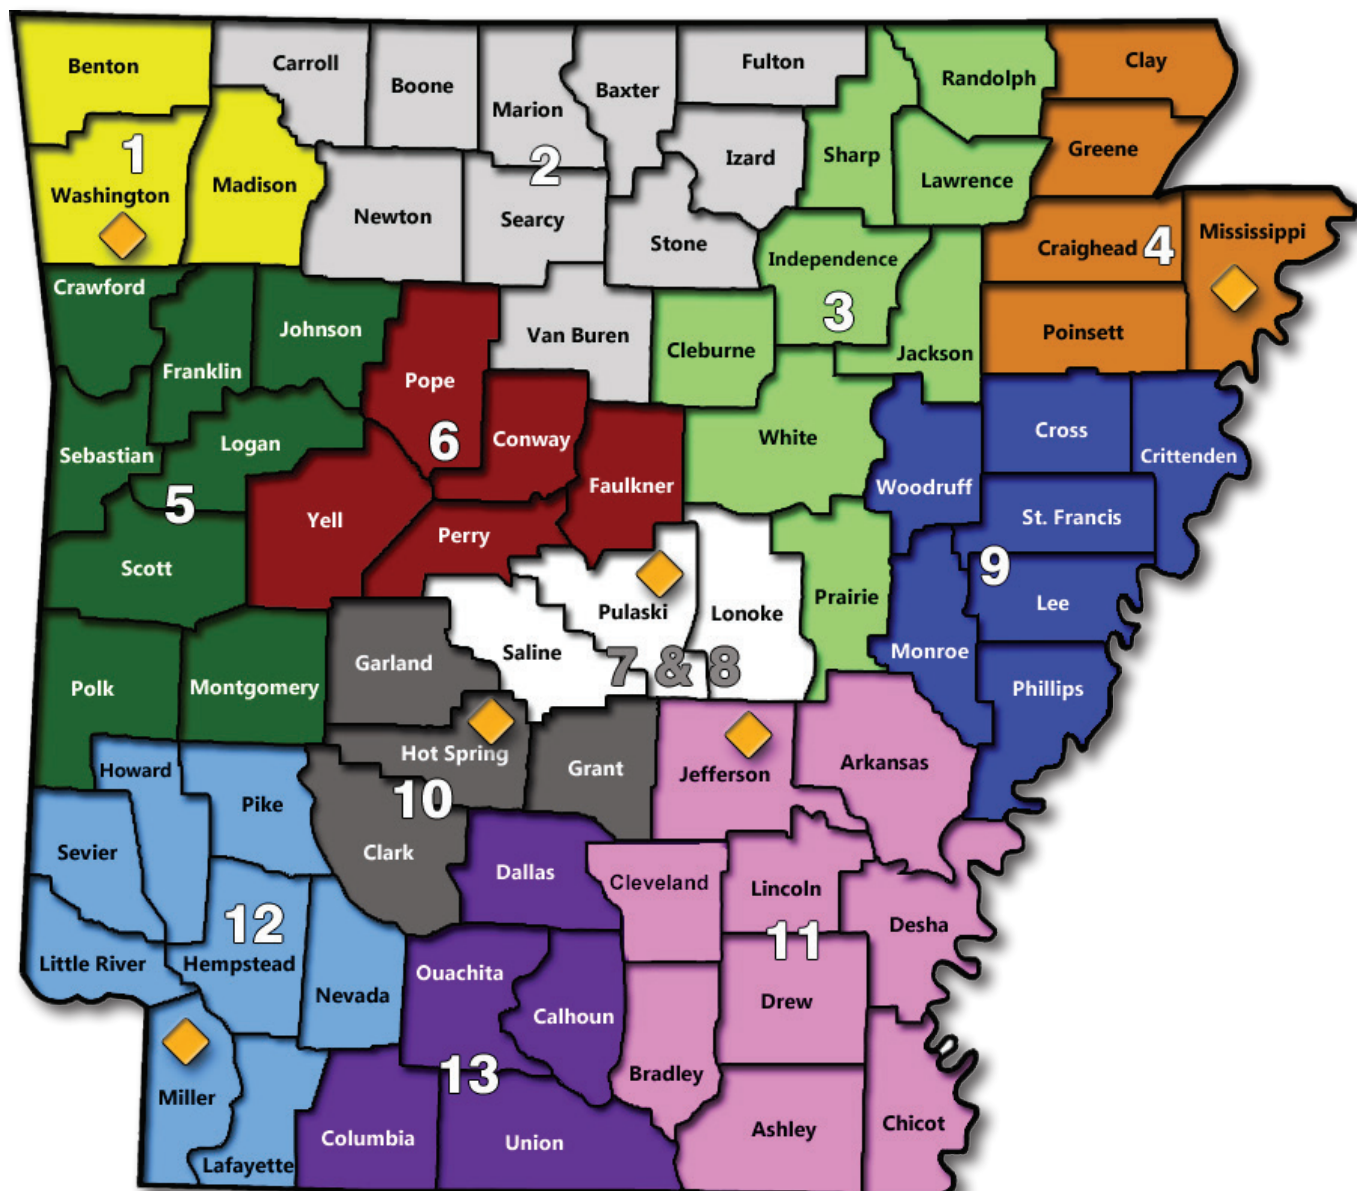 Benton
Carroll
Boone
Marion
Baxter
Fulton
Randolph
Clay
1
Washington
Madison
Newton
2
Searcy
Stone
Izard
Sharp
Lawrence
Greene
Craighead
4
Mississippi
Crawford
Franklin
Johnson
Pope
6
Van Buren
Cleburne
Independence
3
Jackson
Poinsett
Sebastian
Logan
5
Scott
Yell
Conway
Perry
Faulkner
White
Woodruff
Cross
Crittenden
St. Francis
9
Lee
Monroe
Phillips
Polk
Montgomery
Garland
Saline
Pulaski
Lonoke
7 & 8
Prairie
Howard
Pike
Hot Spring
10
Clark
Grant
Jefferson
Arkansas
Sevier
Little River
12
Hempstead
Nevada
Dallas
Cleveland
Lincoln
11
Desha
Ouachita
Calhoun
13
Drew
Bradley
Miller
Lafayette
Columbia
Union
Ashley
Chicot